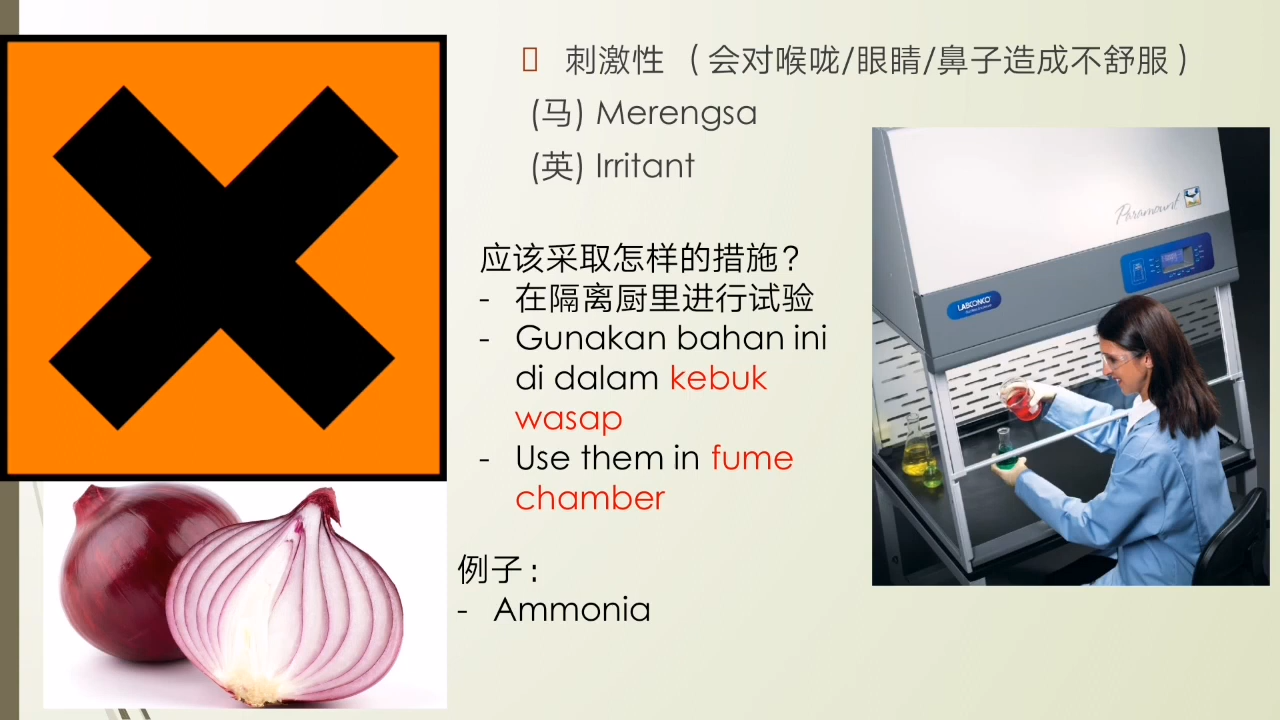 刺激性（会对喉咙/眼睛/鼻子造成不舒服）
(马) Merengsa
(英) Irritant
应该采取怎样的措施？
- 在隔离厨里进行试验
- Gunakan bahan ini
di dalam kebuk
wasap
- Use them in fume
chamber
例子：
- Ammonia
Paramount
LABCONCO